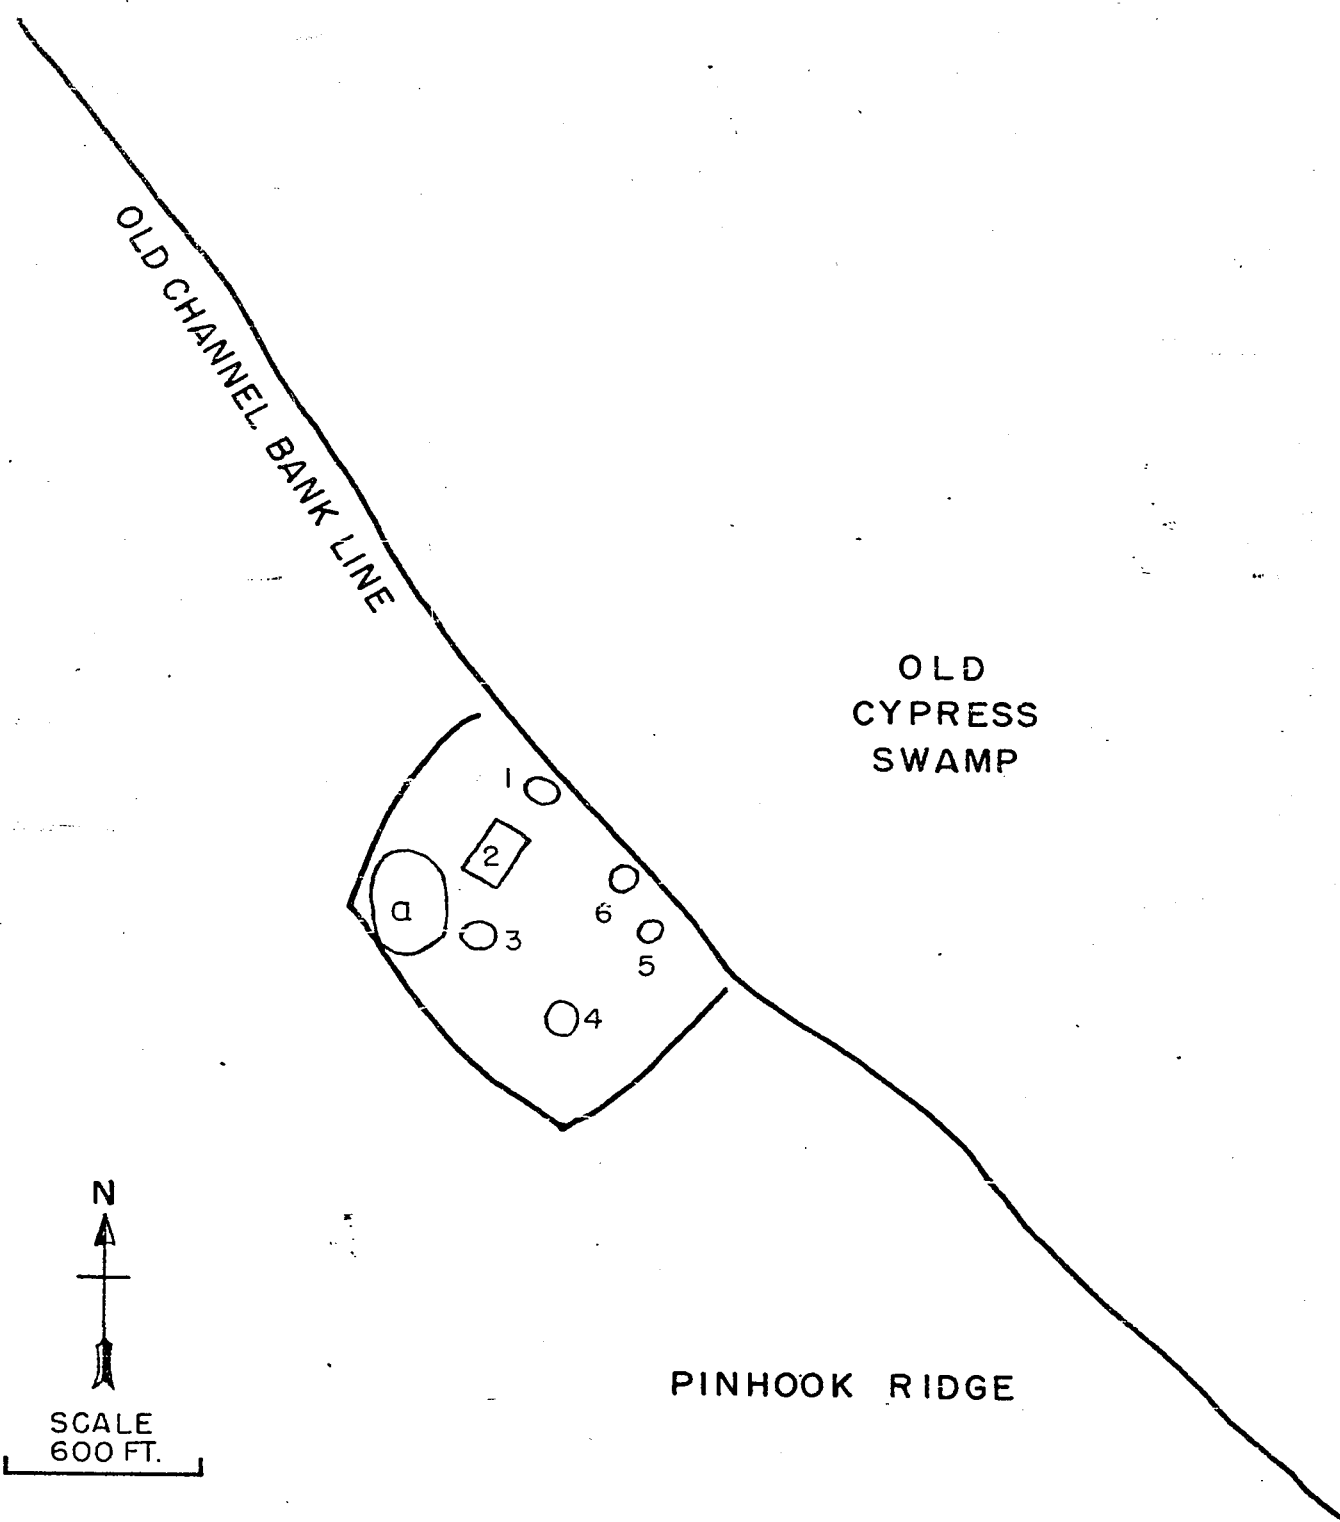 OLD CHANNEL BANK LINE
OLD
CYPRESS
SWAMP
1
2
6
a
3
5
4
N
PINHOOK RIDGE
SCALE
600 FT.